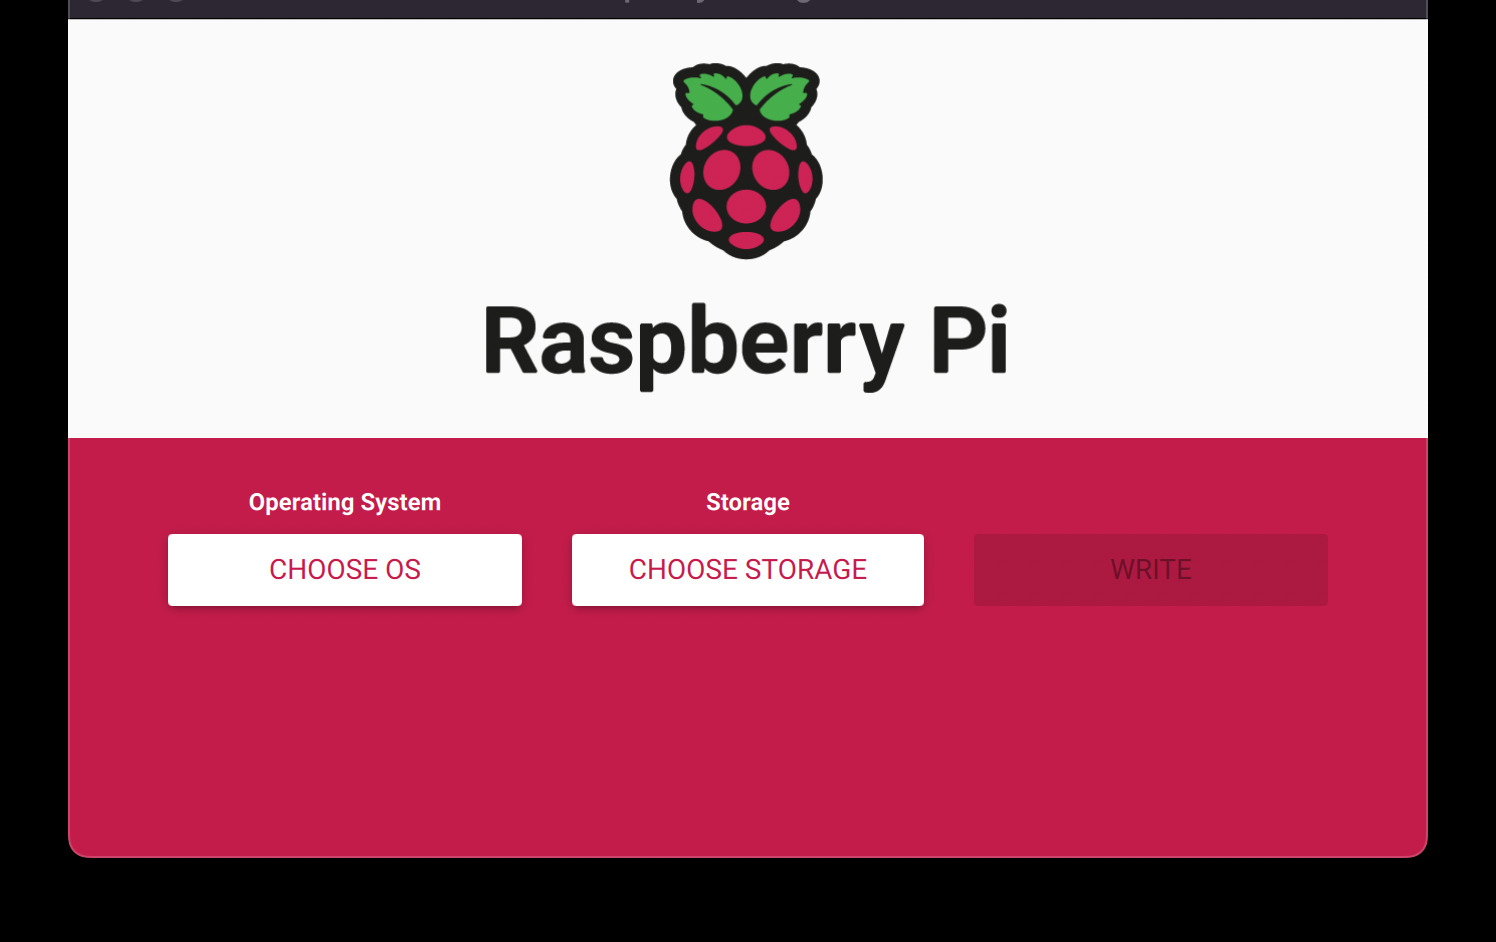 Raspberry Pi
Operating System
Storage
CHOOSE OS
CHOOSE STORAGE
WRITE